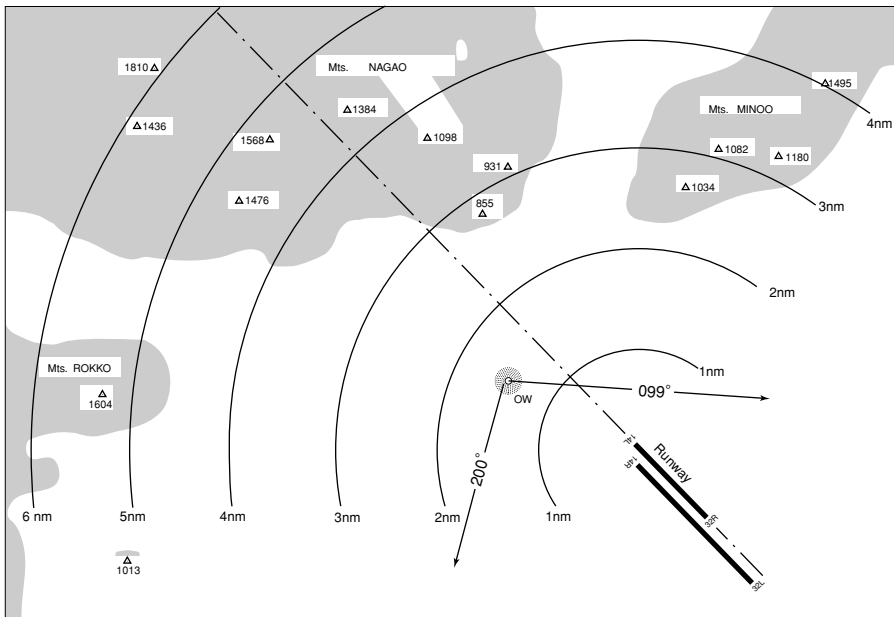 1810
1436
1568
1476
Mts. NAGAO
1384
1098
931
855
1495
Mts. MINOO
1082
1180
1034
4nm
3nm
2nm
1nm
Mts. ROKKO
1604
OW
099°
200°
14L
14R
Runway
32R
32L
6 nm
5nm
4nm
3nm
2nm
1nm
1013